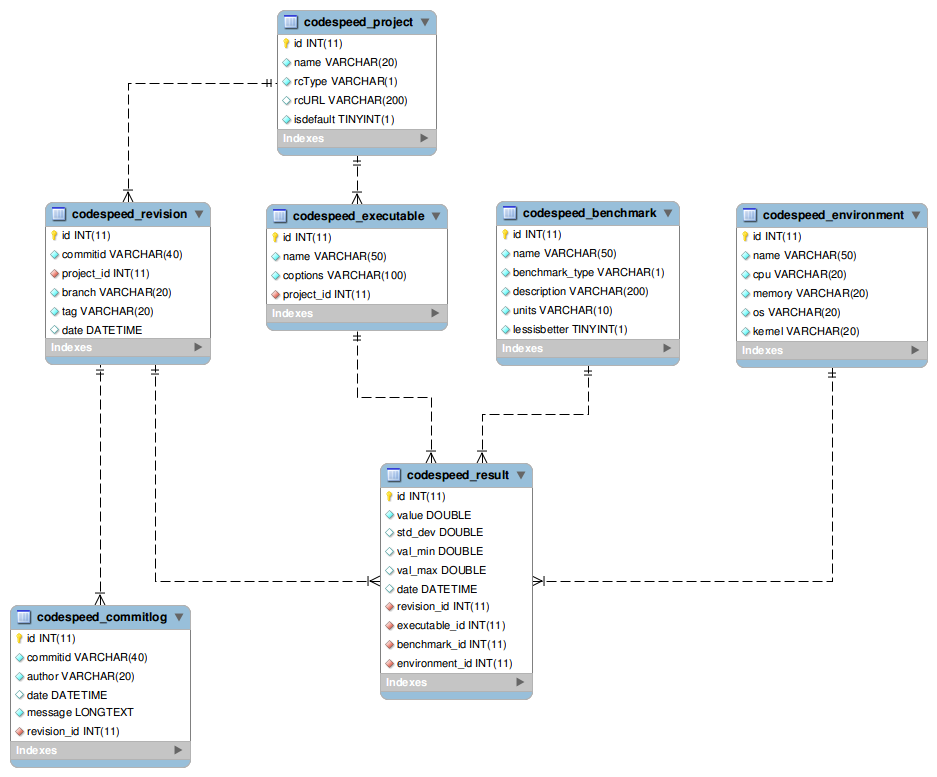 codespeed_project
id INT(11)
name VARCHAR(20)
rcType VARCHAR(1)
rcURL VARCHAR(200)
isdefault TINYINT(1)
Indexes
codespeed_revision
id INT(11)
commitid VARCHAR(40)
project_id INT(11)
branch VARCHAR(20)
tag VARCHAR(20)
date DATETIME
Indexes
codespeed_executable
id INT(11)
name VARCHAR(50)
coptions VARCHAR(100)
project_id INT(11)
Indexes
codespeed_benchmark
id INT(11)
name VARCHAR(50)
benchmark_type VARCHAR(1)
description VARCHAR(200)
units VARCHAR(10)
lessisbetter TINYINT(1)
Indexes
codespeed_environment
id INT(11)
name VARCHAR(50)
cpu VARCHAR(20)
memory VARCHAR(20)
os VARCHAR(20)
kernel VARCHAR(20)
Indexes
codespeed_result
id INT(11)
value DOUBLE
std_dev DOUBLE
val_min DOUBLE
val_max DOUBLE
date DATETIME
revision_id INT(11)
executable_id INT(11)
benchmark_id INT(11)
environment_id INT(11)
Indexes
codespeed_commitlog
id INT(11)
commitid VARCHAR(40)
author VARCHAR(20)
date DATETIME
message LONGTEXT
revision_id INT(11)
Indexes